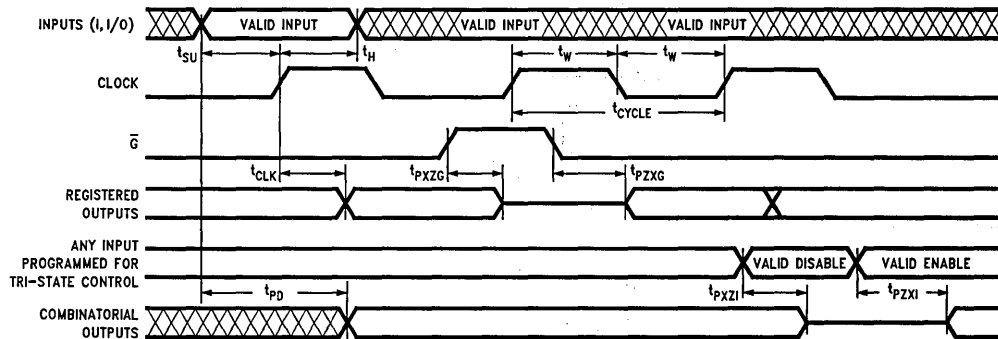 INPUTS (I, I/O)
VALID INPUT
VALID INPUT
VALID INPUT
tSU
tH
tW
tW
CLOCK
tCYCLE
G̅
tCLK
tPXZG
tPZXG
REGISTERED
OUTPUTS
ANY INPUT
PROGRAMMED FOR
TRI-STATE CONTROL
VALID DISABLE
VALID ENABLE
tPD
tPXZI
tPZXI
COMBINATORIAL
OUTPUTS